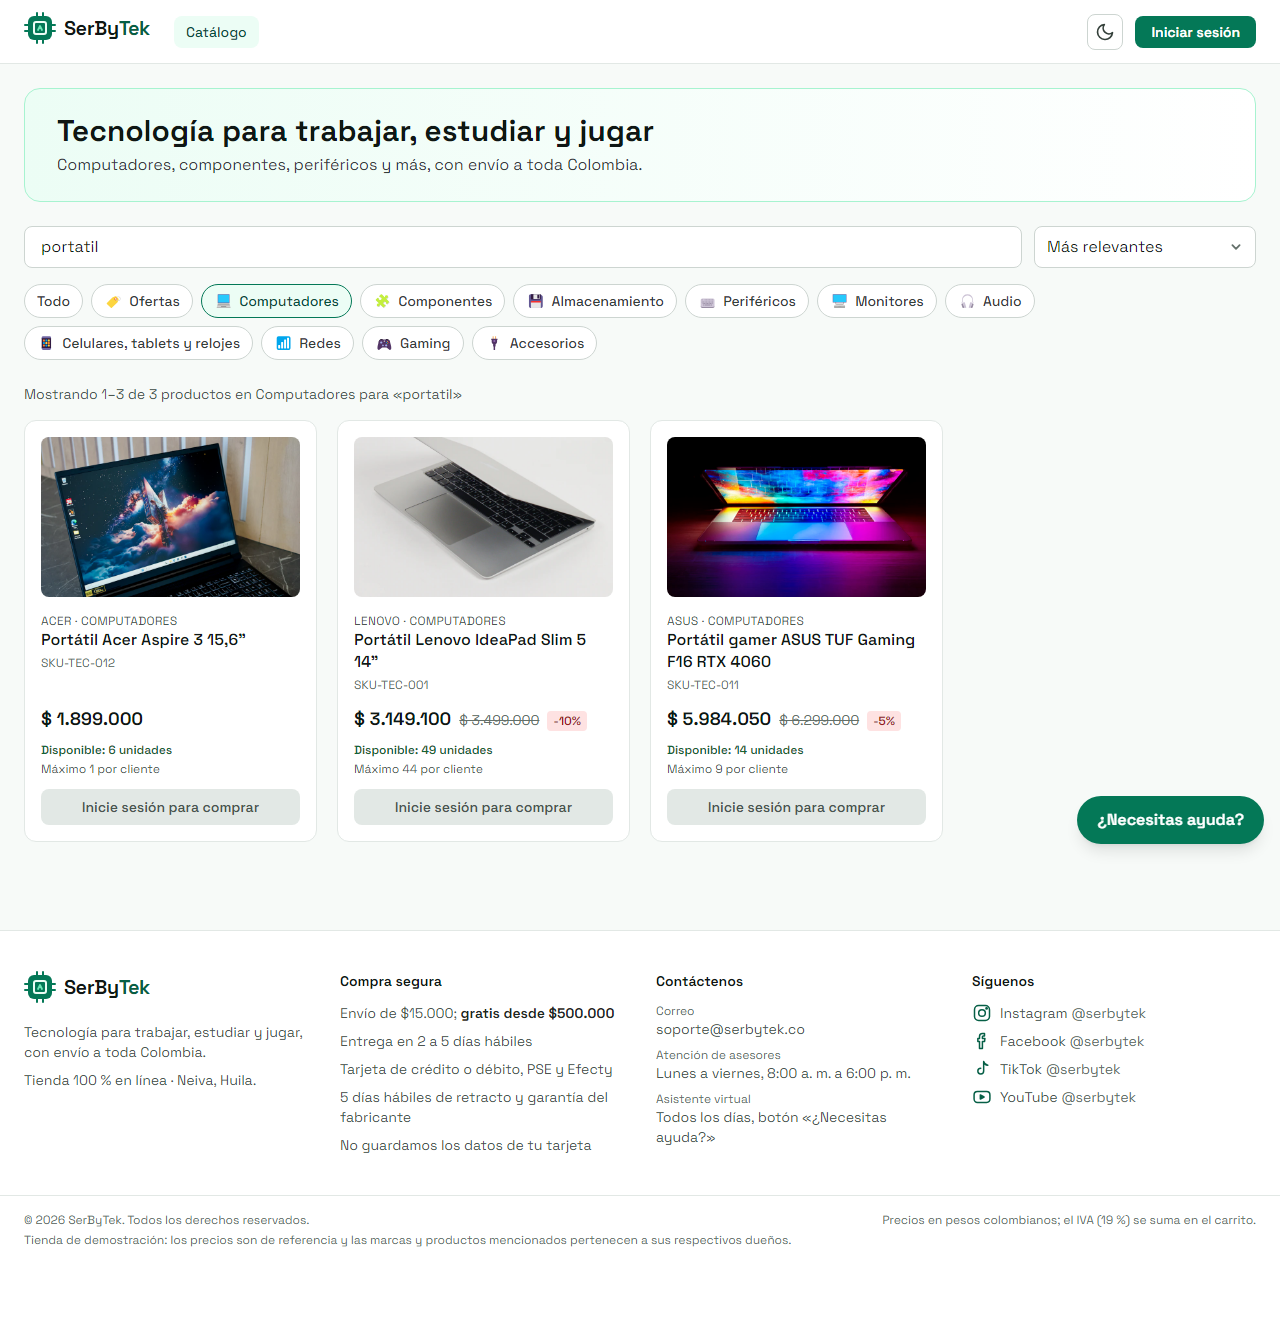 SerByTek
Catálogo
Iniciar sesión
Tecnología para trabajar, estudiar y jugar
Computadores, componentes, periféricos y más, con envío a toda Colombia.
portatil
Más relevantes
Todo
Ofertas
Computadores
Componentes
Almacenamiento
Periféricos
Monitores
Audio
Celulares, tablets y relojes
Redes
Gaming
Accesorios
Mostrando 1–3 de 3 productos en Computadores para «portatil»
ACER · COMPUTADORES
Portátil Acer Aspire 3 15,6”
SKU-TEC-012
$ 1.899.000
Disponible: 6 unidades
Máximo 1 por cliente
Inicie sesión para comprar
LENOVO · COMPUTADORES
Portátil Lenovo IdeaPad Slim 5
14”
SKU-TEC-001
$ 3.149.100 $ 3.499.000 -10%
Disponible: 49 unidades
Máximo 44 por cliente
Inicie sesión para comprar
ASUS · COMPUTADORES
Portátil gamer ASUS TUF Gaming
F16 RTX 4060
SKU-TEC-011
$ 5.984.050 $ 6.299.000 -5%
Disponible: 14 unidades
Máximo 9 por cliente
Inicie sesión para comprar
¿Necesitas ayuda?
SerByTek
Tecnología para trabajar, estudiar y jugar,
con envío a toda Colombia.
Tienda 100 % en línea · Neiva, Huila.
Compra segura
Envío de $15.000; gratis desde $500.000
Entrega en 2 a 5 días hábiles
Tarjeta de crédito o débito, PSE y Efecty
5 días hábiles de retracto y garantía del
fabricante
No guardamos los datos de tu tarjeta
Contáctenos
Correo
soporte@serbytek.co
Atención de asesores
Lunes a viernes, 8:00 a. m. a 6:00 p. m.
Asistente virtual
Todos los días, botón «¿Necesitas
ayuda?»
Síguenos
Instagram @serbytek
Facebook @serbytek
TikTok @serbytek
YouTube @serbytek
© 2026 SerByTek. Todos los derechos reservados.
Precios en pesos colombianos; el IVA (19 %) se suma en el carrito.
Tienda de demostración: los precios son de referencia y las marcas y productos mencionados pertenecen a sus respectivos dueños.